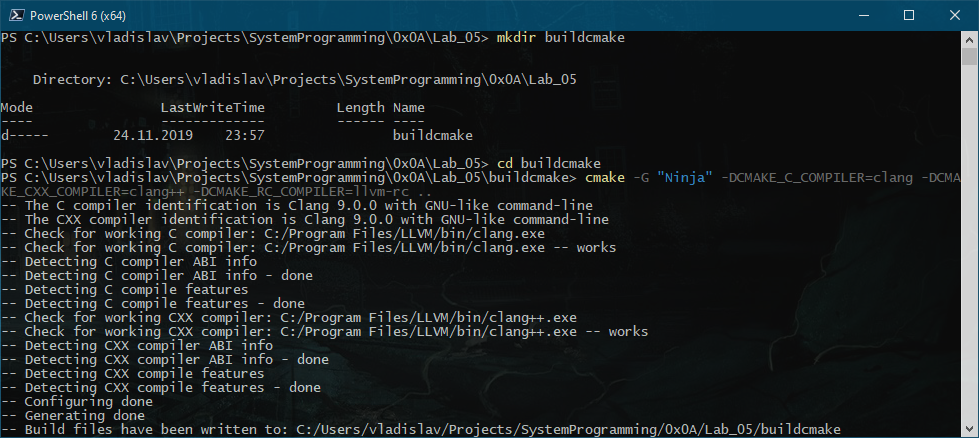 PowerShell 6 (x64)
PS C:\Users\vladislav\Projects\SystemProgramming\0x0A\Lab_05> mkdir buildcmake
Directory: C:\Users\vladislav\Projects\SystemProgramming\0x0A\Lab_05
Mode                LastWriteTime         Length Name
----                -------------         ------ ----
d-----       24.11.2019    23:57                buildcmake
PS C:\Users\vladislav\Projects\SystemProgramming\0x0A\Lab_05> cd buildcmake
PS C:\Users\vladislav\Projects\SystemProgramming\0x0A\Lab_05\buildcmake> cmake -G "Ninja" -DCMAKE_C_COMPILER=clang -DCMA
KE_CXX_COMPILER=clang++ -DCMAKE_RC_COMPILER=llvm-rc ..
-- The C compiler identification is Clang 9.0.0 with GNU-like command-line
-- The CXX compiler identification is Clang 9.0.0 with GNU-like command-line
-- Check for working C compiler: C:/Program Files/LLVM/bin/clang.exe
-- Check for working C compiler: C:/Program Files/LLVM/bin/clang.exe -- works
-- Detecting C compiler ABI info
-- Detecting C compiler ABI info - done
-- Detecting C compile features
-- Detecting C compile features - done
-- Check for working CXX compiler: C:/Program Files/LLVM/bin/clang++.exe
-- Check for working CXX compiler: C:/Program Files/LLVM/bin/clang++.exe -- works
-- Detecting CXX compiler ABI info
-- Detecting CXX compiler ABI info - done
-- Detecting CXX compile features
-- Detecting CXX compile features - done
-- Configuring done
-- Generating done
-- Build files have been written to: C:/Users/vladislav/Projects/SystemProgramming/0x0A/Lab_05/buildcmake